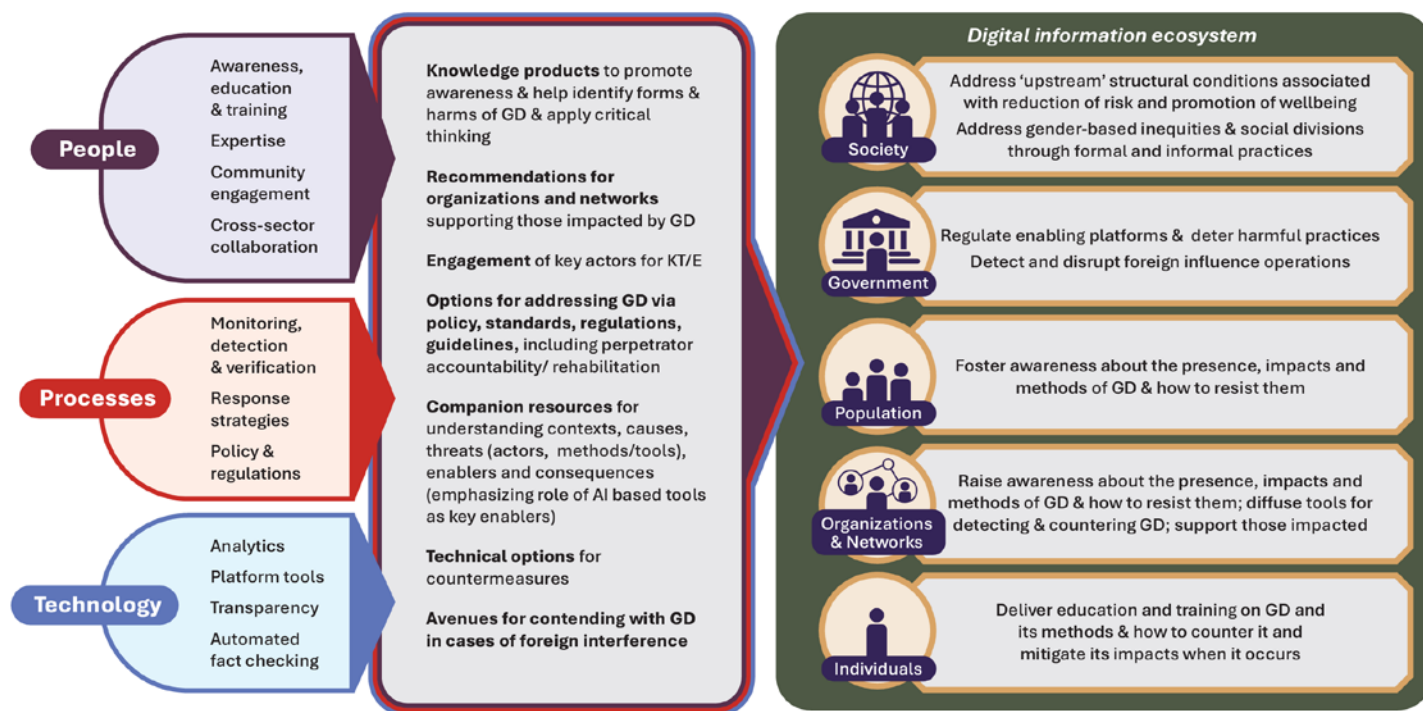 People
Awareness,
education
& training
Expertise
Community
engagement
Cross-sector
collaboration
Processes
Monitoring,
detection
& verification
Response
strategies
Policy &
regulations
Technology
Analytics
Platform tools
Transparency
Automated
fact checking
Knowledge products to promote
awareness & help identify forms &
harms of GD & apply critical
thinking
Recommendations for
organizations and networks
supporting those impacted by GD
Engagement of key actors for KT/E
Options for addressing GD via
policy, standards, regulations,
guidelines, including perpetrator
accountability/ rehabilitation
Companion resources for
understanding contexts, causes,
threats (actors, methods/tools),
enablers and consequences
(emphasizing role of AI based tools
as key enablers)
Technical options for
countermeasures
Avenues for contending with GD
in cases of foreign interference
Digital information ecosystem
Society
Address ‘upstream’ structural conditions associated
with reduction of risk and promotion of wellbeing
Address gender-based inequities & social divisions
through formal and informal practices
Government
Regulate enabling platforms & deter harmful practices
Detect and disrupt foreign influence operations
Population
Foster awareness about the presence, impacts and
methods of GD & how to resist them
Organizations
& Networks
Raise awareness about the presence, impacts and
methods of GD & how to resist them; diffuse tools for
detecting & countering GD; support those impacted
Individuals
Deliver education and training on GD and
its methods & how to counter it and
mitigate its impacts when it occurs